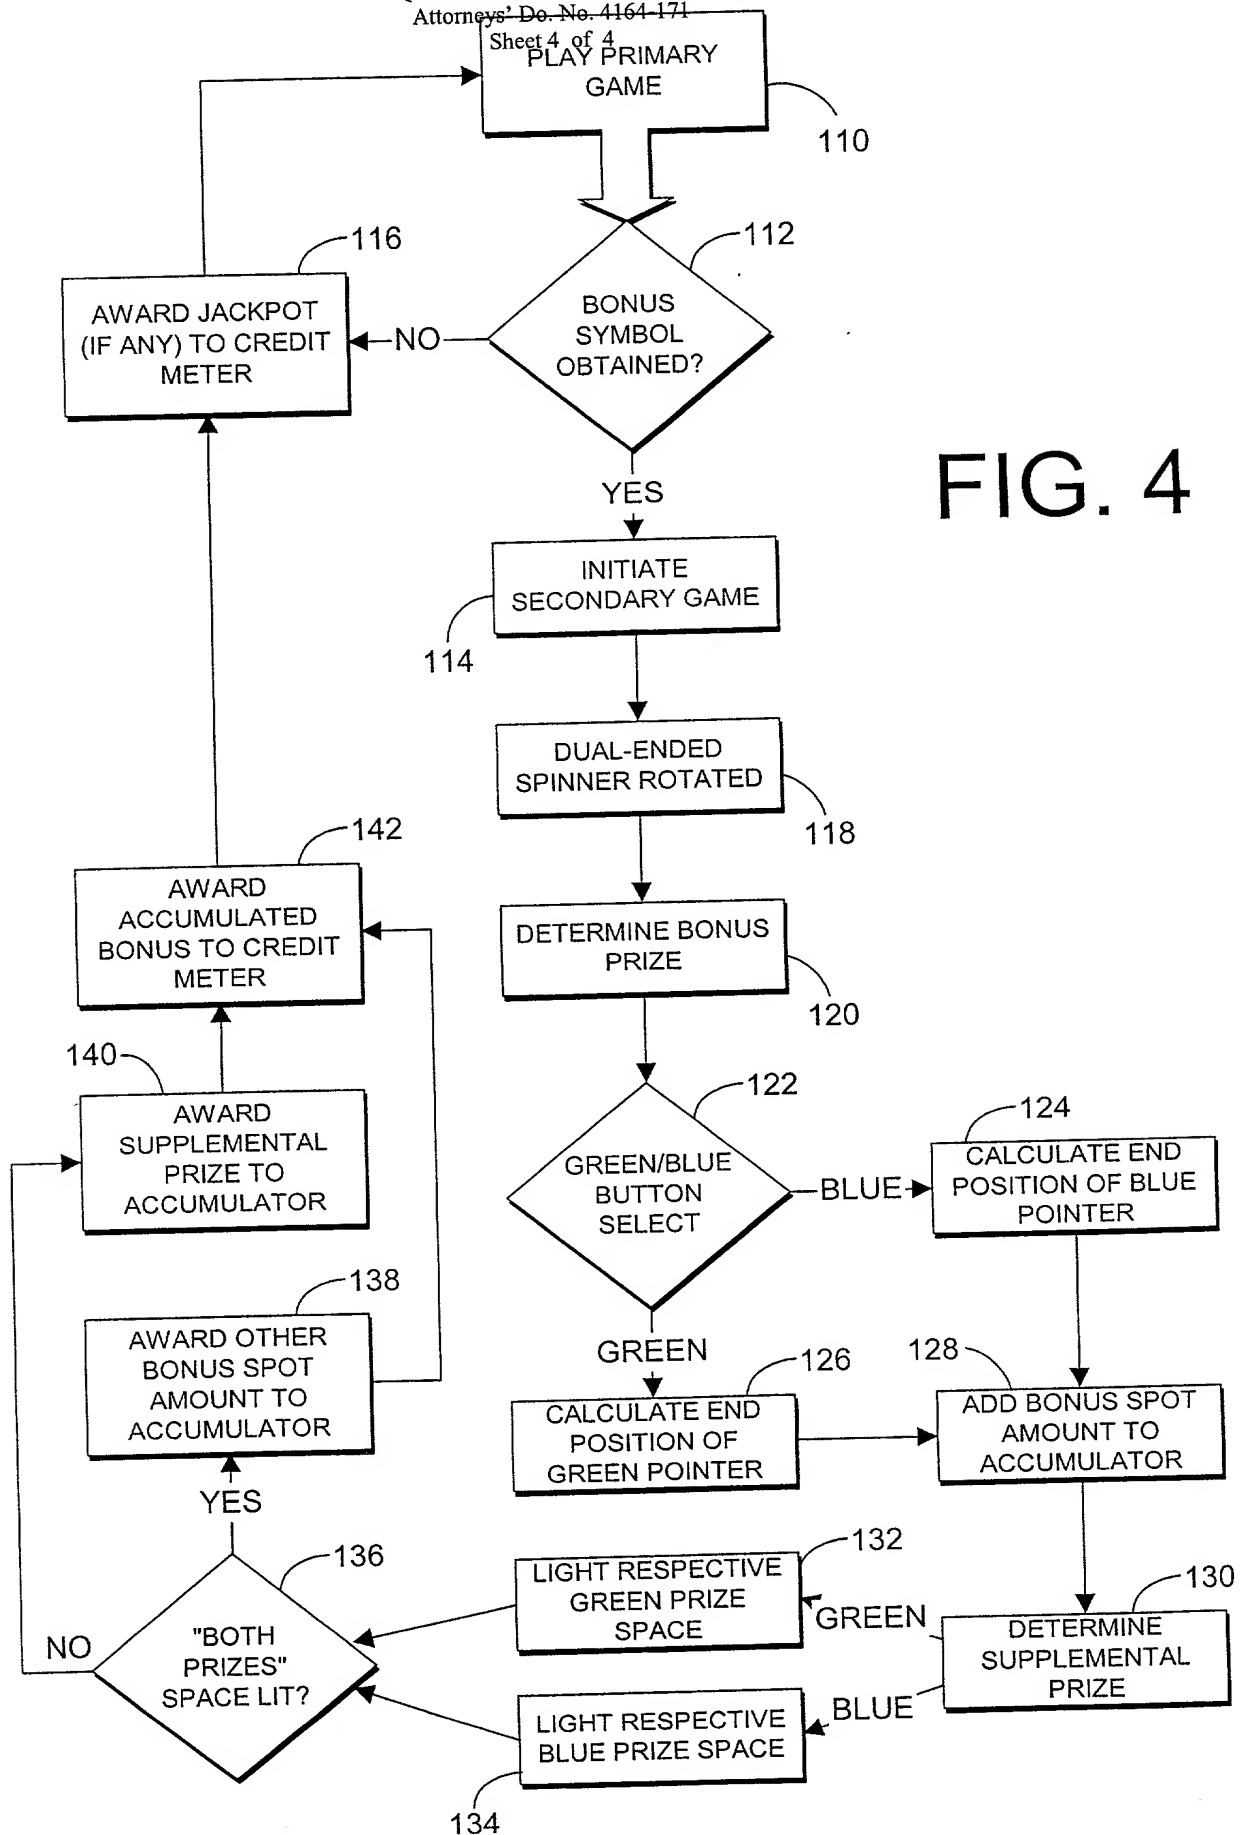 Attorneys' Do. No. 4164-171
Sheet 4 of 4
PLAY PRIMARY
GAME
110
112
116
BONUS
SYMBOL
OBTAINED?
AWARD JACKPOT
(IF ANY) TO CREDIT
METER
NO
YES
FIG. 4
INITIATE
SECONDARY GAME
114
DUAL-ENDED
SPINNER ROTATED
118
142
AWARD
ACCUMULATED
BONUS TO CREDIT
METER
DETERMINE BONUS
PRIZE
120
140
AWARD
SUPPLEMENTAL
PRIZE TO
ACCUMULATOR
122
GREEN/BLUE
BUTTON
SELECT
BLUE
124
CALCULATE END
POSITION OF BLUE
POINTER
138
AWARD OTHER
BONUS SPOT
AMOUNT TO
ACCUMULATOR
GREEN
126
CALCULATE END
POSITION OF
GREEN POINTER
128
ADD BONUS SPOT
AMOUNT TO
ACCUMULATOR
YES
136
"BOTH
PRIZES"
SPACE LIT?
NO
132
LIGHT RESPECTIVE
GREEN PRIZE
SPACE
GREEN
130
DETERMINE
SUPPLEMENTAL
PRIZE
BLUE
LIGHT RESPECTIVE
BLUE PRIZE SPACE
134